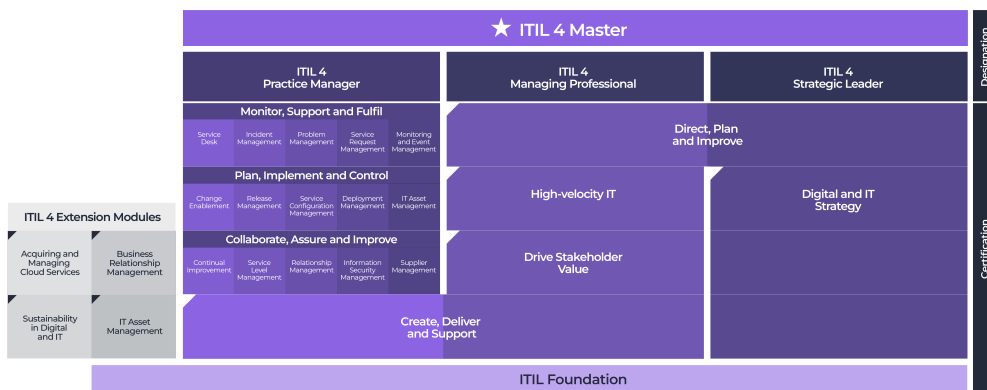 ITIL 4 Master
Designation
ITIL 4
Practice Manager
ITIL 4
Managing Professional
ITIL 4
Strategic Leader
Monitor, Support and Fulfil
Service
Desk
Incident
Management
Problem
Management
Service
Request
Management
Monitoring
and Event
Management
Direct, Plan
and Improve
Plan, Implement and Control
Change
Enablement
Release
Management
Service
Configuration
Management
Deployment
Management
IT Asset
Management
High-velocity IT
Digital and IT
Strategy
Certification
ITIL 4 Extension Modules
Acquiring and
Managing
Cloud Services
Business
Relationship
Management
Collaborate, Assure and Improve
Continual
Improvement
Service
Level
Management
Relationship
Management
Information
Security
Management
Supplier
Management
Drive Stakeholder
Value
Sustainability
in Digital
and IT
IT Asset
Management
Create, Deliver
and Support
ITIL Foundation